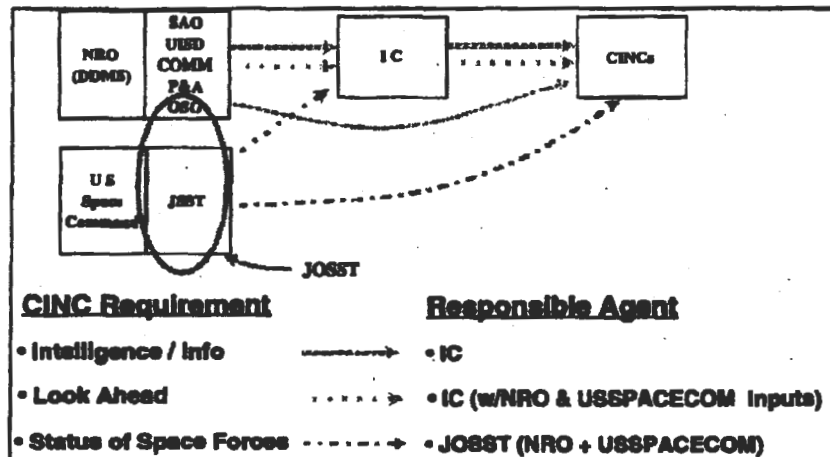 NRO
(DDMS)
SAO
UISD
COMM
P&A
OSO
IC
CINCs
US
Space
Command
JSST
JOSST
CINC Requirement
Responsible Agent
• Intelligence / Info
• IC
• Look Ahead
• IC (w/NRO & USSPACECOM Inputs)
• Status of Space Forces
• JOSST (NRO + USSPACECOM)